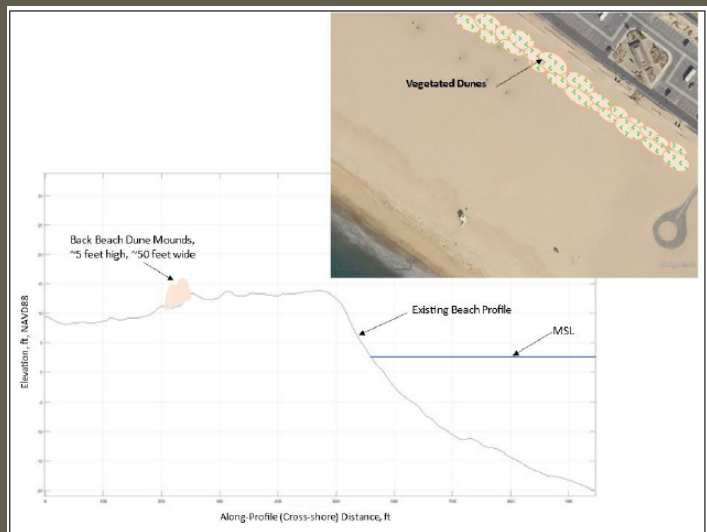 Vegetated Dunes
Back Beach Dune Mounds,
~5 feet high, ~50 feet wide
Existing Beach Profile
MSL
Elevation, ft, NAVD88
Along-Profile (Cross-shore) Distance, ft